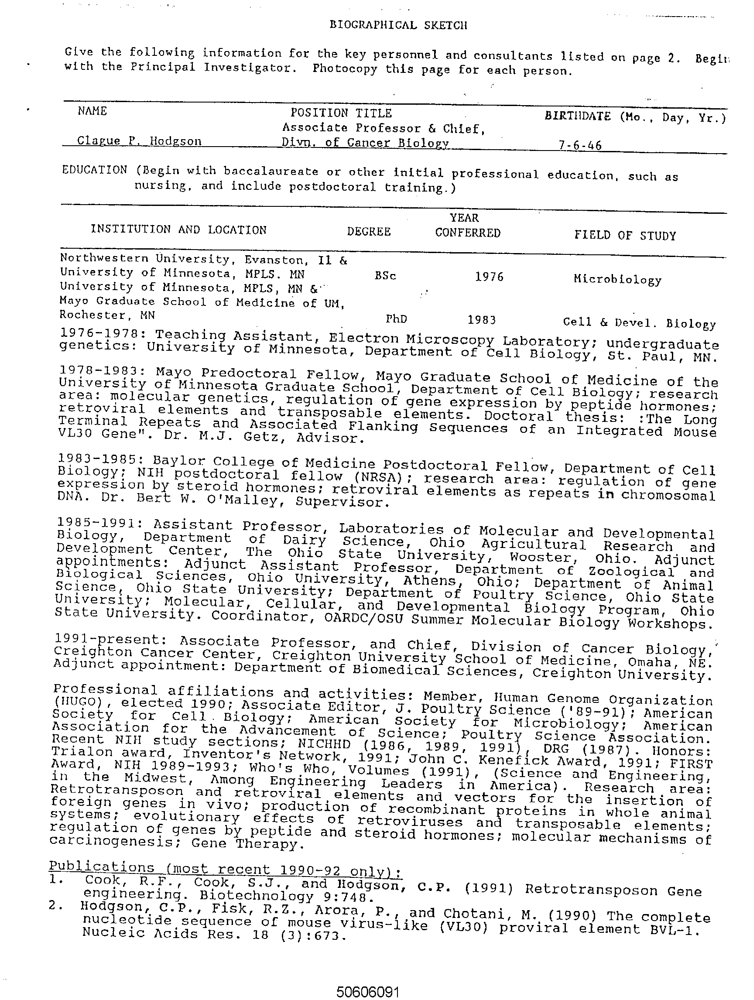 BIOGRAPHICAL SKETCH
Give the following information for the key personnel and consultants listed on page 2. Begin
with the Principal Investigator. Photocopy this page for each person.
NAME POSITION TITLE BIRTHDATE (Mo., Day, Yr.)
Associate Professor & Chief,
Clague P. Hodgson Divn. of Cancer Biology 7-6-46
EDUCATION (Begin with baccalaureate or other initial professional education, such as
nursing, and include postdoctoral training.)
YEAR
INSTITUTION AND LOCATION DEGREE CONFERRED FIELD OF STUDY
Northwestern University, Evanston, Il &
University of Minnesota, MPLS. MN BSc 1976 Microbiology
University of Minnesota, MPLS, MN &
Mayo Graduate School of Medicine of UM,
Rochester, MN PhD 1983 Cell & Devel. Biology
1976-1978: Teaching Assistant, Electron Microscopy Laboratory; undergraduate
genetics: University of Minnesota, Department of Cell Biology, St. Paul, MN.
1978-1983: Mayo Predoctoral Fellow, Mayo Graduate School of Medicine of the
University of Minnesota Graduate School, Department of Cell Biology; research
area: molecular genetics, regulation of gene expression by peptide hormones;
retroviral elements and transposable elements. Doctoral thesis: :The Long
Terminal Repeats and Associated Flanking Sequences of an Integrated Mouse
VL30 Gene". Dr. M.J. Getz, Advisor.
1983-1985: Baylor College of Medicine Postdoctoral Fellow, Department of Cell
Biology; NIH postdoctoral fellow (NRSA); research area: regulation of gene
expression by steroid hormones; retroviral elements as repeats in chromosomal
DNA. Dr. Bert W. O'Malley, Supervisor.
1985-1991: Assistant Professor, Laboratories of Molecular and Developmental
Biology, Department of Dairy Science, Ohio Agricultural Research and
Development Center, The Ohio State University, Wooster, Ohio. Adjunct
appointments: Adjunct Assistant Professor, Department of Zoological and
Biological Sciences, Ohio University, Athens, Ohio; Department of Animal
Science, Ohio State University; Department of Poultry Science, Ohio State
University; Molecular, Cellular, and Developmental Biology Program, Ohio
State University. Coordinator, OARDC/OSU Summer Molecular Biology Workshops.
1991-present: Associate Professor, and Chief, Division of Cancer Biology,
Creighton Cancer Center, Creighton University School of Medicine, Omaha, NE.
Adjunct appointment: Department of Biomedical Sciences, Creighton University.
Professional affiliations and activities: Member, Human Genome Organization
(HUGO), elected 1990; Associate Editor, J. Poultry Science ('89-91); American
Society for Cell Biology; American Society for Microbiology; American
Association for the Advancement of Science; Poultry Science Association.
Recent NIH study sections; NICHHD (1986, 1989, 1991), DRG (1987). Honors:
Trialon award, Inventor's Network, 1991; John C. Kenefick Award, 1991; FIRST
Award, NIH 1989-1993; Who's Who, Volumes (1991), (Science and Engineering,
in the Midwest, Among Engineering Leaders in America). Research area:
Retrotransposon and retroviral elements and vectors for the insertion of
foreign genes in vivo; production of recombinant proteins in whole animal
systems; evolutionary effects of retroviruses and transposable elements;
regulation of genes by peptide and steroid hormones; molecular mechanisms of
carcinogenesis; Gene Therapy.
Publications (most recent 1990-92 only):
1. Cook, R.F., Cook, S.J., and Hodgson, C.P. (1991) Retrotransposon Gene
engineering. Biotechnology 9:748.
2. Hodgson, C.P., Fisk, R.Z., Arora, P., and Chotani, M. (1990) The complete
nucleotide sequence of mouse virus-like (VL30) proviral element BVL-1.
Nucleic Acids Res. 18 (3):673.
50606091